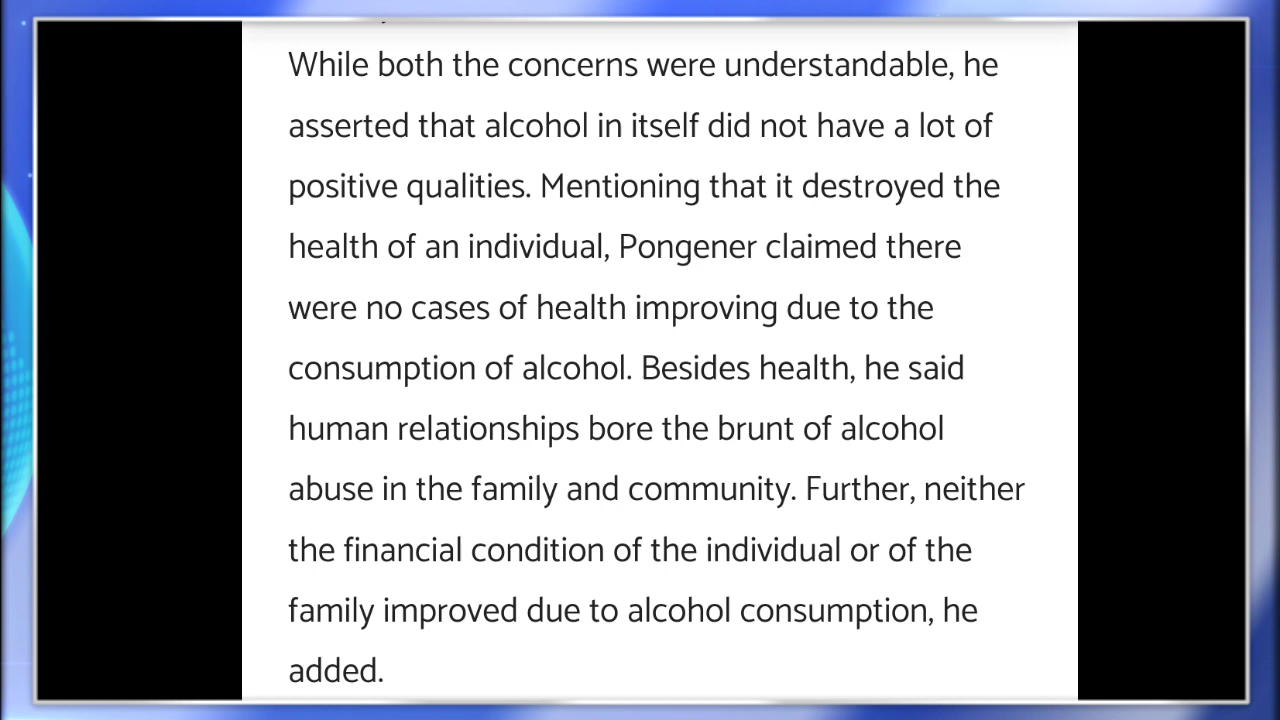 While both the concerns were understandable, he
asserted that alcohol in itself did not have a lot of
positive qualities. Mentioning that it destroyed the
health of an individual, Pongener claimed there
were no cases of health improving due to the
consumption of alcohol. Besides health, he said
human relationships bore the brunt of alcohol
abuse in the family and community. Further, neither
the financial condition of the individual or of the
family improved due to alcohol consumption, he
added.